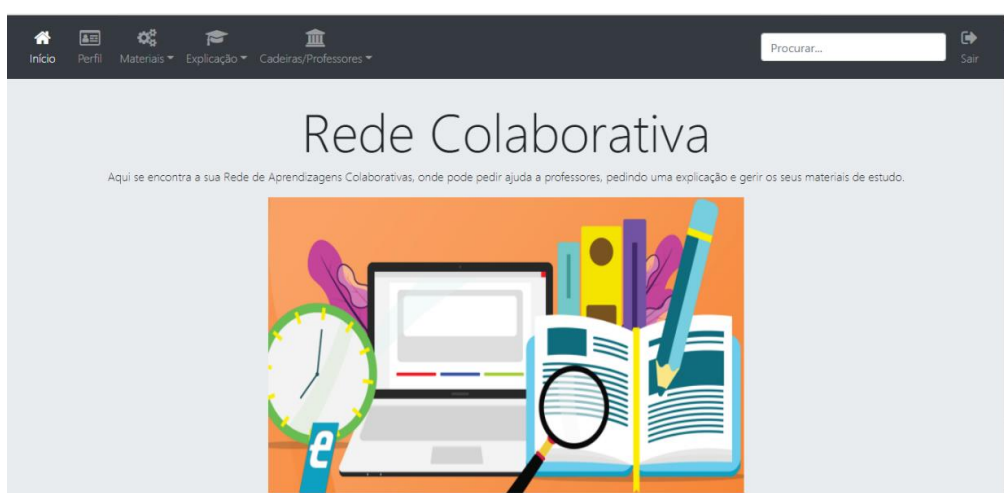 Início Perfil Materiais Explicação Cadeiras/Professores Procurar... Sair
Rede Colaborativa
Aqui se encontra a sua Rede de Aprendizagens Colaborativas, onde pode pedir ajuda a professores, pedindo uma explicação e gerir os seus materiais de estudo.
e